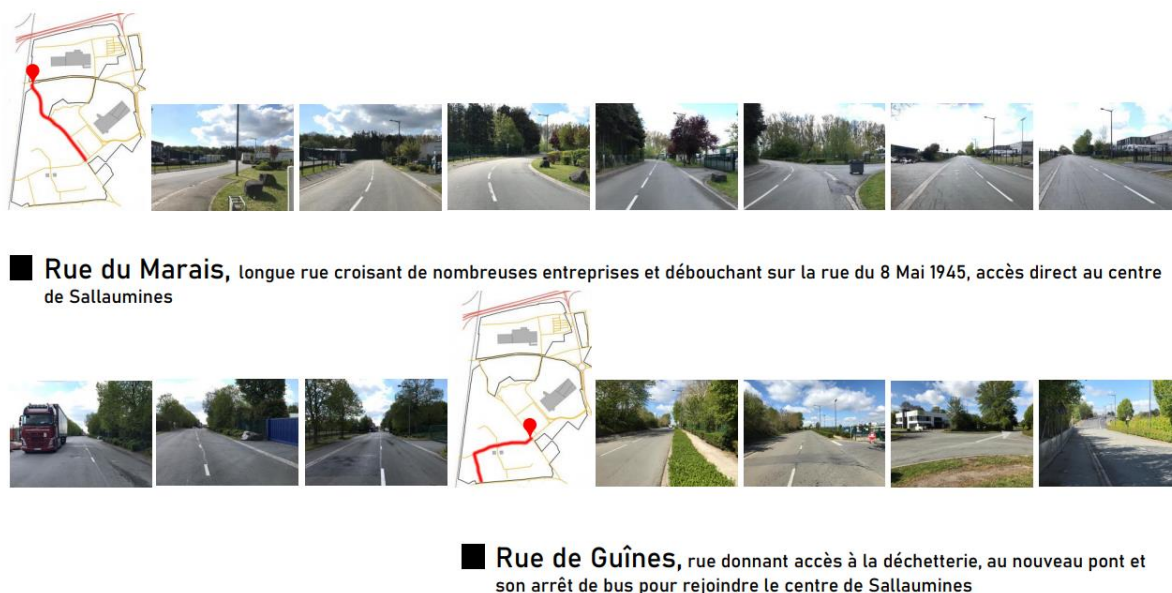 Rue du Marais, longue rue croisant de nombreuses entreprises et débouchant sur la rue du 8 Mai 1945, accès direct au centre
de Sallaumines
Rue de Guînes, rue donnant accès à la déchetterie, au nouveau pont et
son arrêt de bus pour rejoindre le centre de Sallaumines